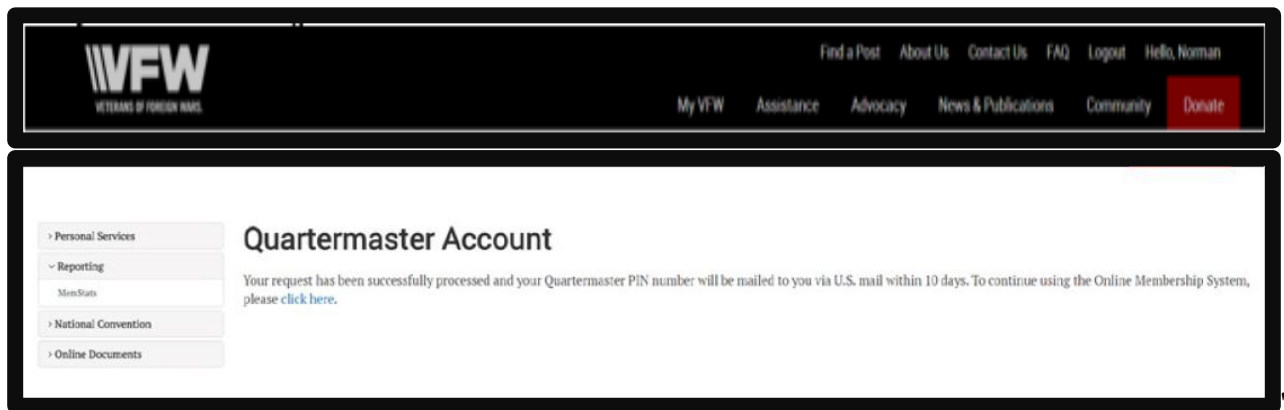 VFW
VETERANS OF FOREIGN WARS.
Find a Post About Us Contact Us FAQ Logout Hello, Norman
My VFW Assistance Advocacy News & Publications Community Donate
> Personal Services
Reporting
MemStats
> National Convention
> Online Documents
Quartermaster Account
Your request has been successfully processed and your Quartermaster PIN number will be mailed to you via U.S. mail within 10 days. To continue using the Online Membership System,
please click here.